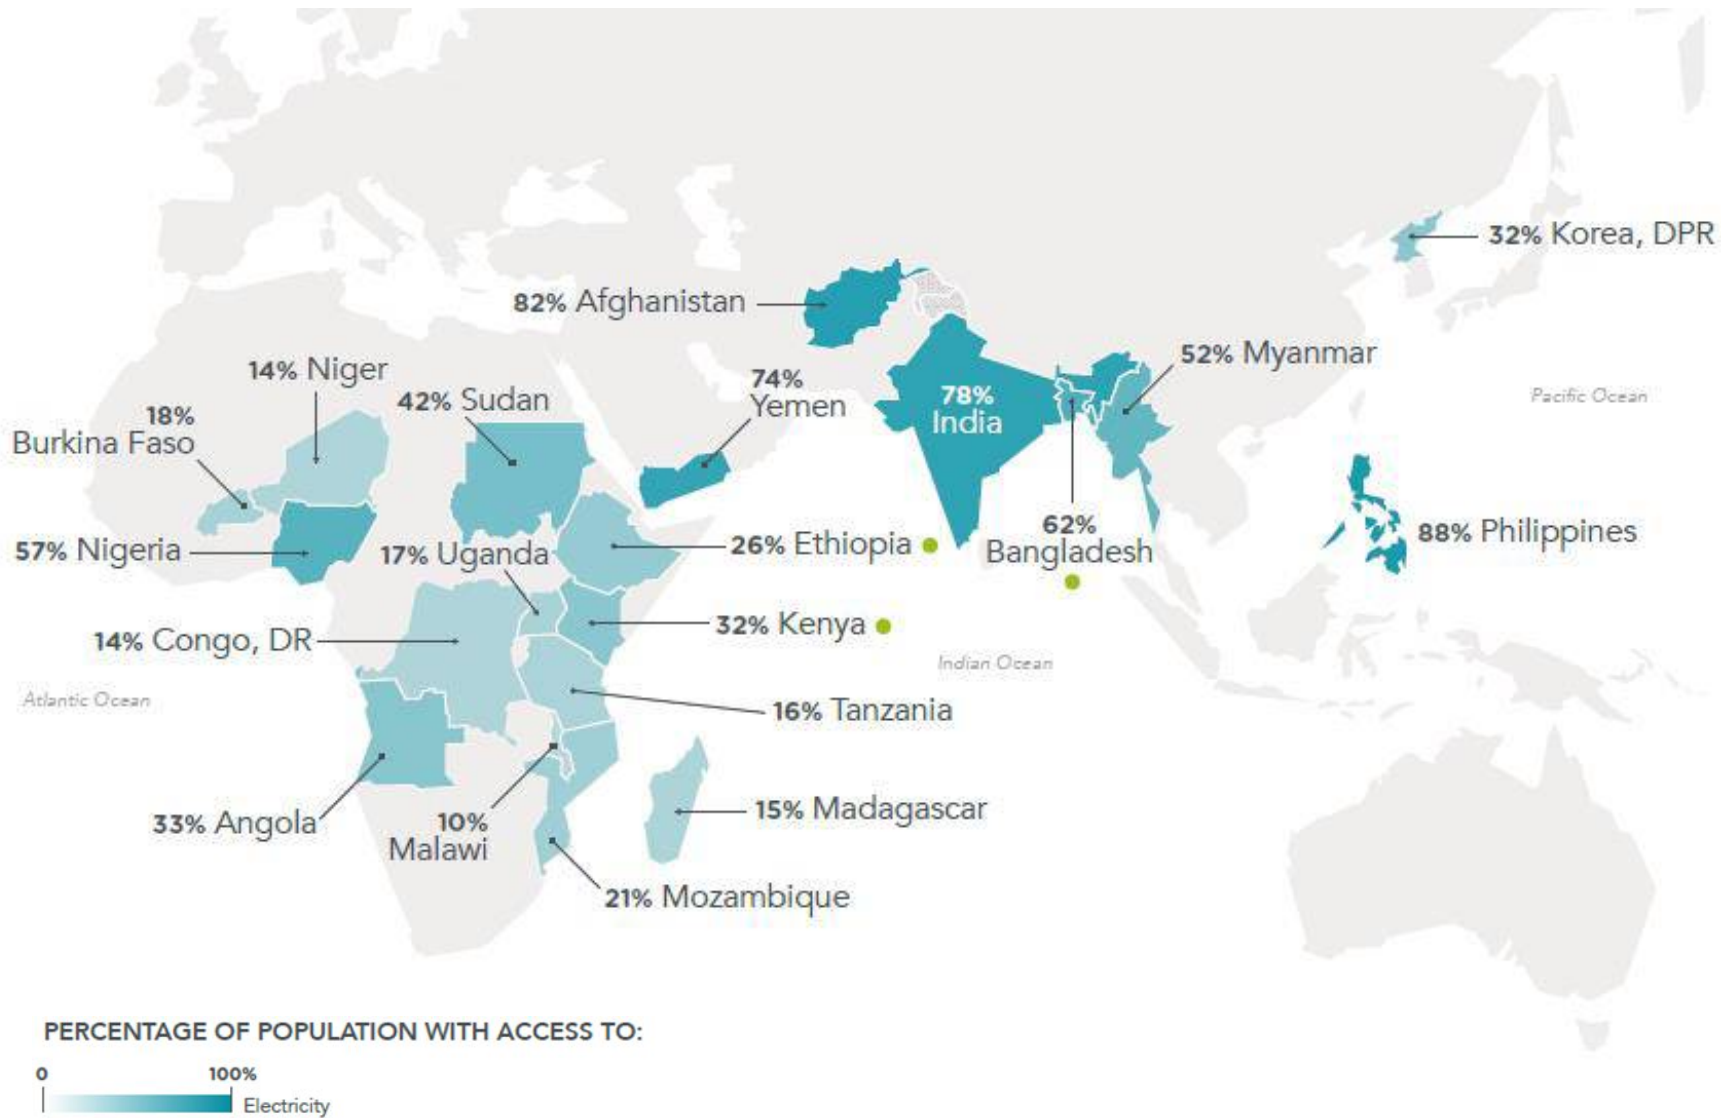 32% Korea, DPR
82% Afghanistan
52% Myanmar
14% Niger
74%
Yemen
78%
India
Pacific Ocean
42% Sudan
18%
Burkina Faso
62%
Bangladesh
88% Philippines
57% Nigeria
17% Uganda
26% Ethiopia
32% Kenya
14% Congo, DR
Indian Ocean
Atlantic Ocean
16% Tanzania
33% Angola
10%
Malawi
15% Madagascar
21% Mozambique
PERCENTAGE OF POPULATION WITH ACCESS TO:
0 100%
Electricity